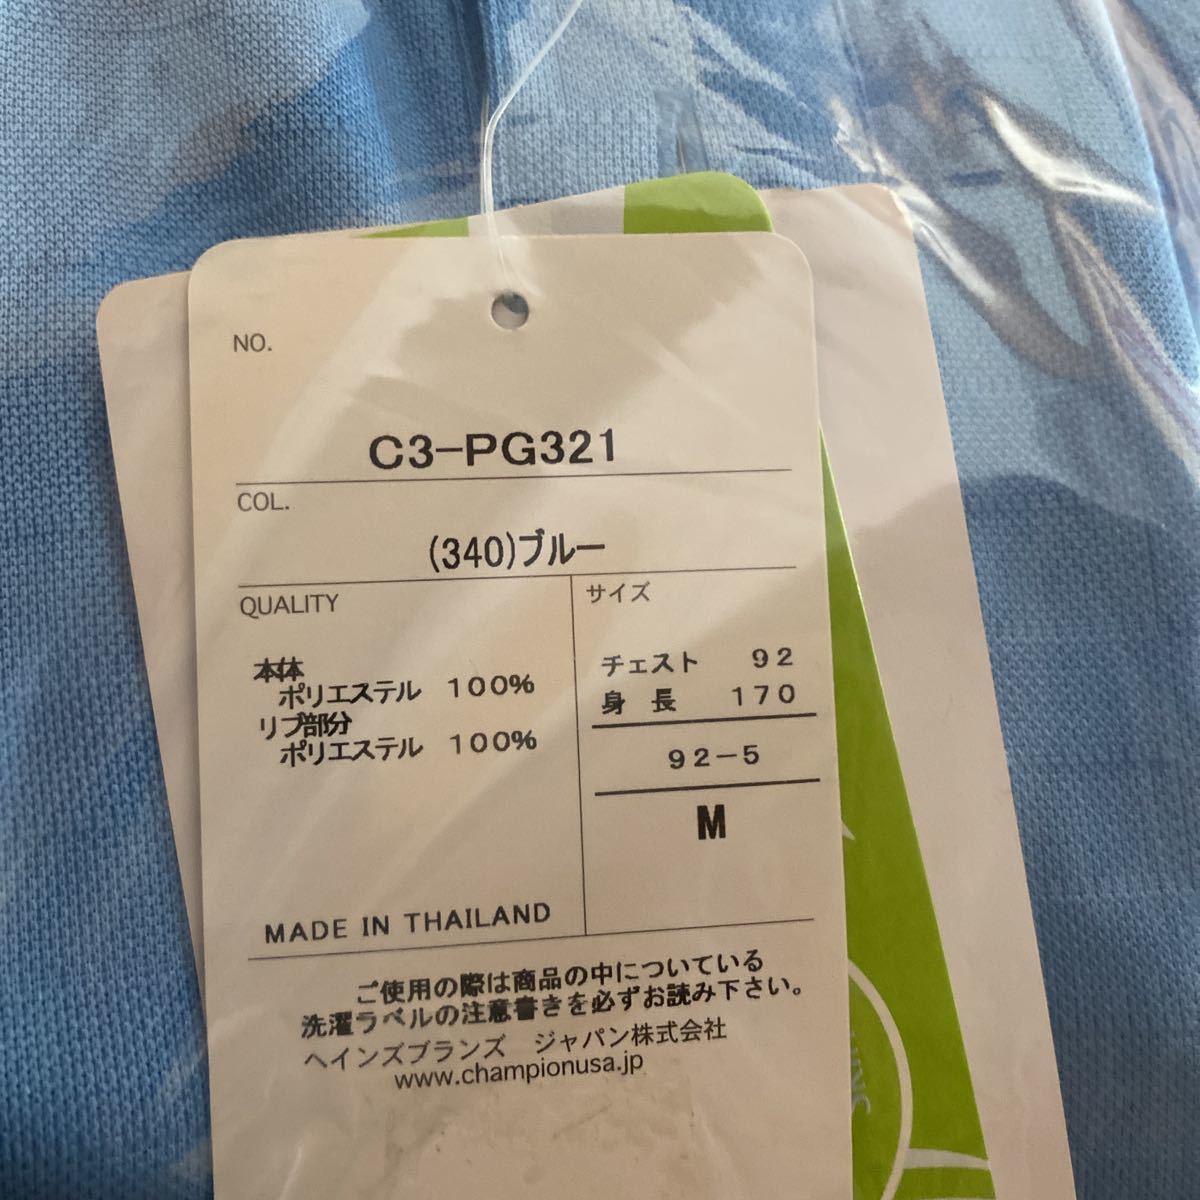 NO.
C3-PG321
COL.
(340)ブルー
QUALITY
本体
ポリエステル 100%
リブ部分
ポリエステル 100%
サイズ
チェスト 92
身 長 170
92-5
M
MADE IN THAILAND
ご使用の際は商品の中についている
洗濯ラベルの注意書きを必ずお読み下さい。
ヘインズブランズ ジャパン株式会社
www.championusa.jp